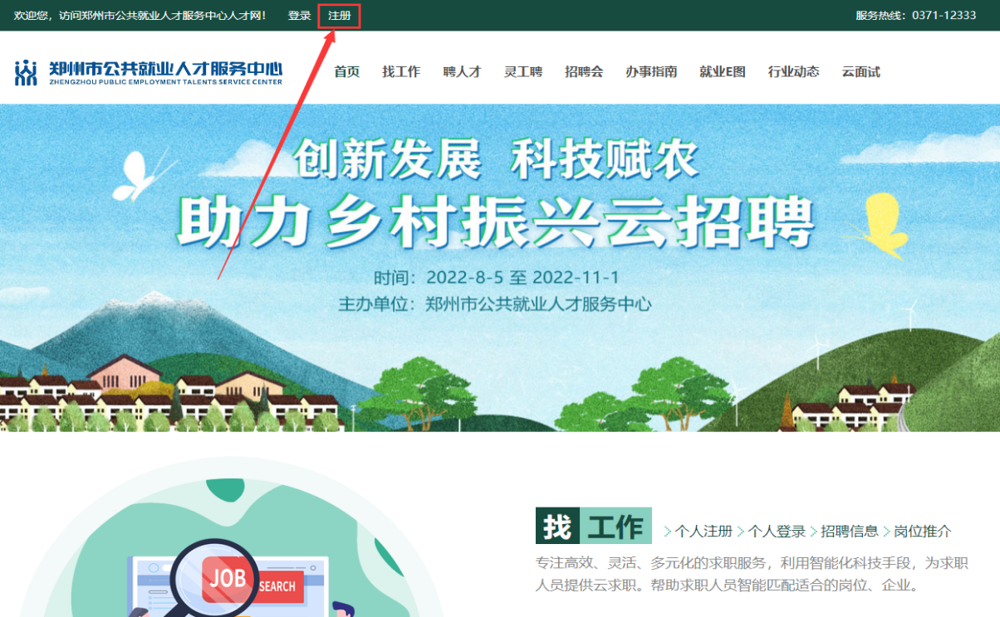 欢迎您，访问郑州市公共就业人才服务中心人才网！ 登录 注册 服务热线：0371-12333
郑州市公共就业人才服务中心
ZHENGZHOU PUBLIC EMPLOYMENT TALENTS SERVICE CENTER
首页 找工作 聘人才 灵工聘 招聘会 办事指南 就业E图 行业动态 云面试
创新发展 科技赋农
助力乡村振兴云招聘
时间：2022-8-5 至 2022-11-1
主办单位：郑州市公共就业人才服务中心
找 工作 >个人注册 >个人登录 >招聘信息 >岗位推介
专注高效、灵活、多元化的求职服务，利用智能化科技手段，为求职
人员提供云求职。帮助求职人员智能匹配适合的岗位、企业。
JOB
SEARCH